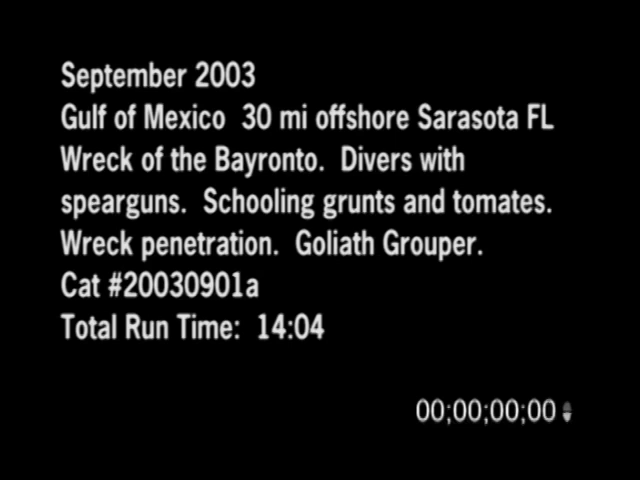 September 2003
Gulf of Mexico  30 mi offshore Sarasota FL
Wreck of the Bayronto.  Divers with
spearguns.  Schooling grunts and tomates.
Wreck penetration.  Goliath Grouper.
Cat #20030901a
Total Run Time:  14:04
00;00;00;00